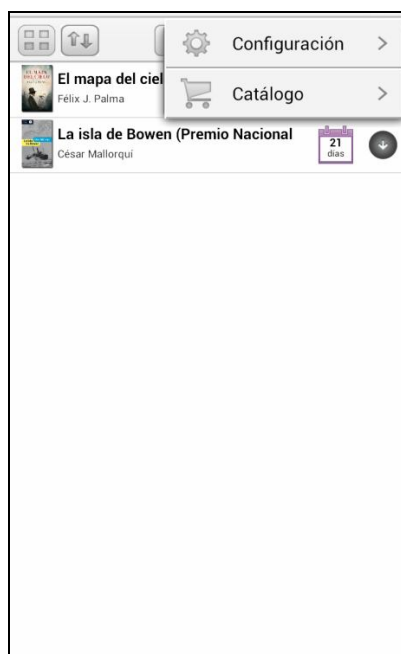 Configuración
El mapa del ciel
Félix J. Palma
Catálogo
La isla de Bowen (Premio Nacional
César Mallorquí
21
días